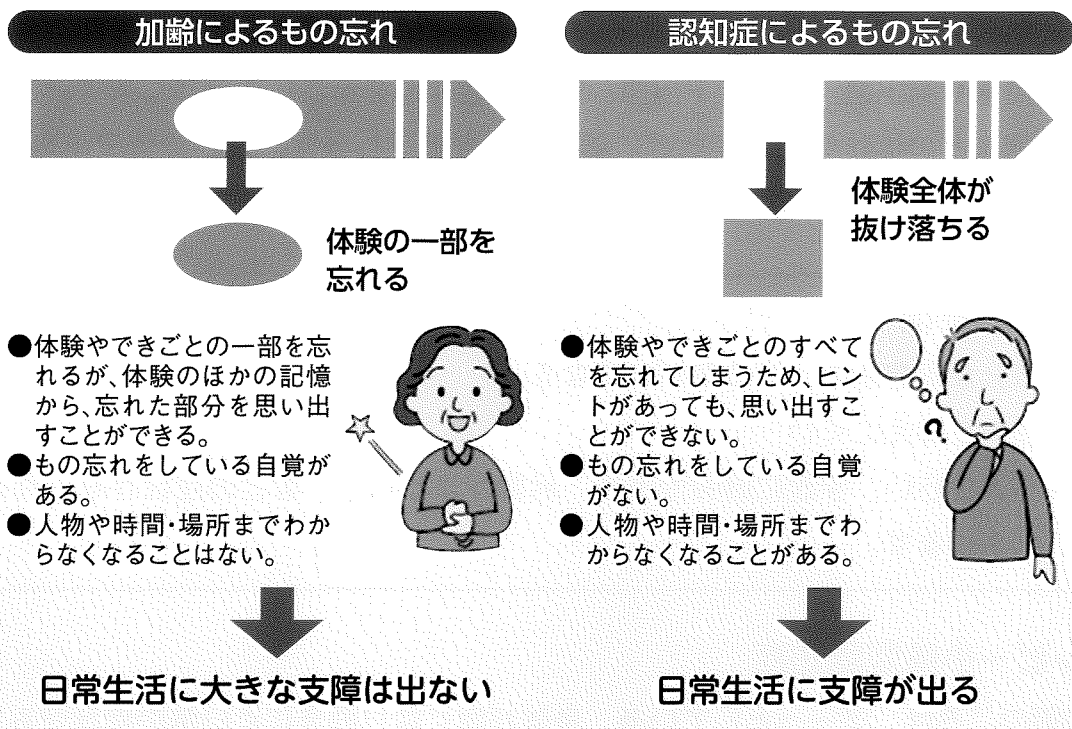 加齢によるもの忘れ
体験の一部を
忘れる
●体験やできごとの一部を忘
れるが、体験のほかの記憶
から、忘れた部分を思い出
すことができる。
●もの忘れをしている自覚が
ある。
●人物や時間・場所までわか
らなくなることはない。
日常生活に大きな支障は出ない
認知症によるもの忘れ
体験全体が
抜け落ちる
●体験やできごとのすべて
を忘れてしまうため、ヒン
トがあっても、思い出すこ
とができない。
●もの忘れをしている自覚
がない。
●人物や時間・場所までわ
からなくなることがある。
?
日常生活に支障が出る